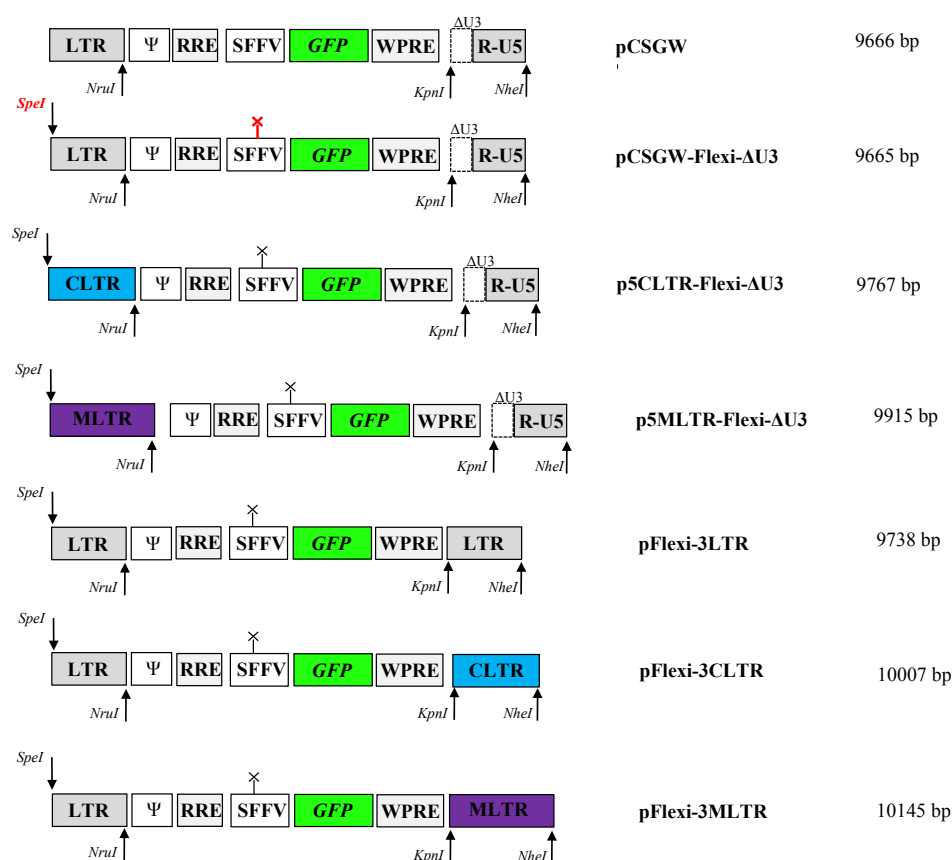 ΔU3
LTR Ψ RRE SFFV GFP WPRE R-U5 pCSGW 9666 bp
NruI KpnI NheI
SpeI
ΔU3
LTR Ψ RRE SFFV GFP WPRE R-U5 pCSGW-Flexi-ΔU3 9665 bp
NruI KpnI NheI
SpeI
ΔU3
CLTR Ψ RRE SFFV GFP WPRE R-U5 p5CLTR-Flexi-ΔU3 9767 bp
NruI KpnI NheI
SpeI
ΔU3
MLTR Ψ RRE SFFV GFP WPRE R-U5 p5MLTR-Flexi-ΔU3 9915 bp
NruI KpnI NheI
SpeI
LTR Ψ RRE SFFV GFP WPRE LTR pFlexi-3LTR 9738 bp
NruI KpnI NheI
SpeI
LTR Ψ RRE SFFV GFP WPRE CLTR pFlexi-3CLTR 10007 bp
NruI KpnI NheI
SpeI
LTR Ψ RRE SFFV GFP WPRE MLTR pFlexi-3MLTR 10145 bp
NruI KpnI NheI